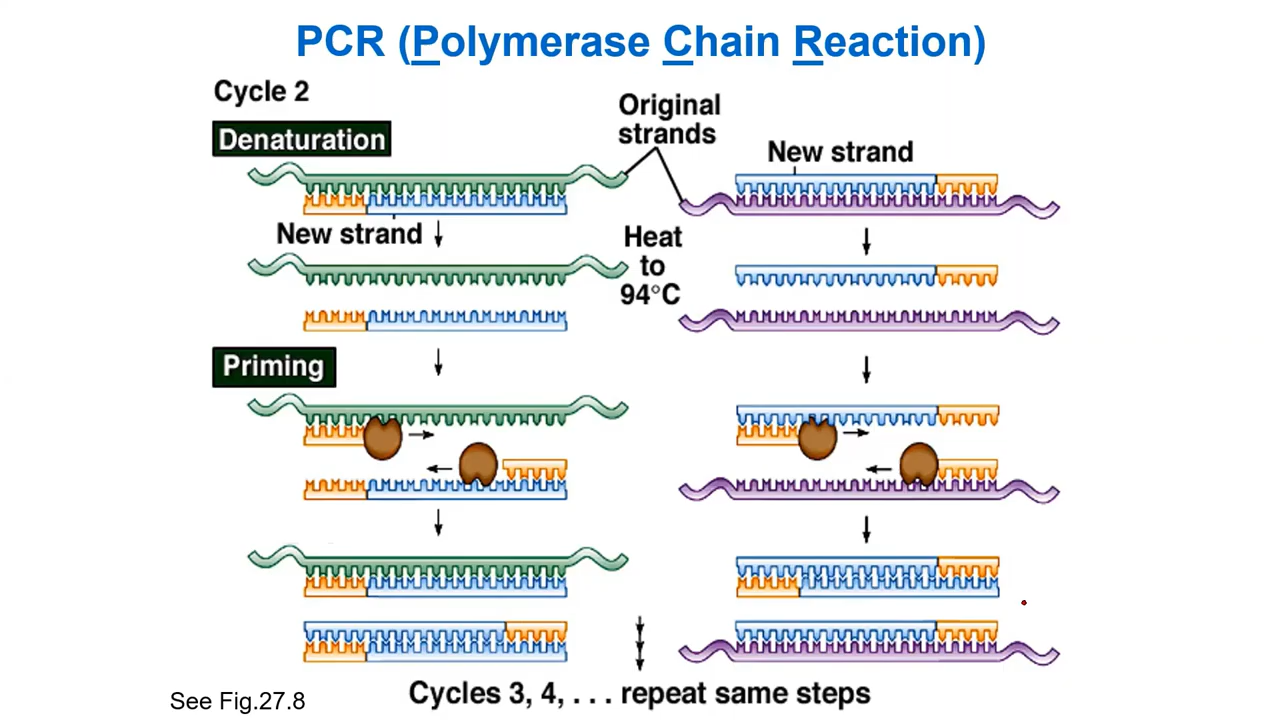 PCR (Polymerase Chain Reaction)
Cycle 2
Denaturation
Original
strands
New strand
New strand
Heat
to
94°C
Priming
Cycles 3, 4, . . . repeat same steps
See Fig.27.8